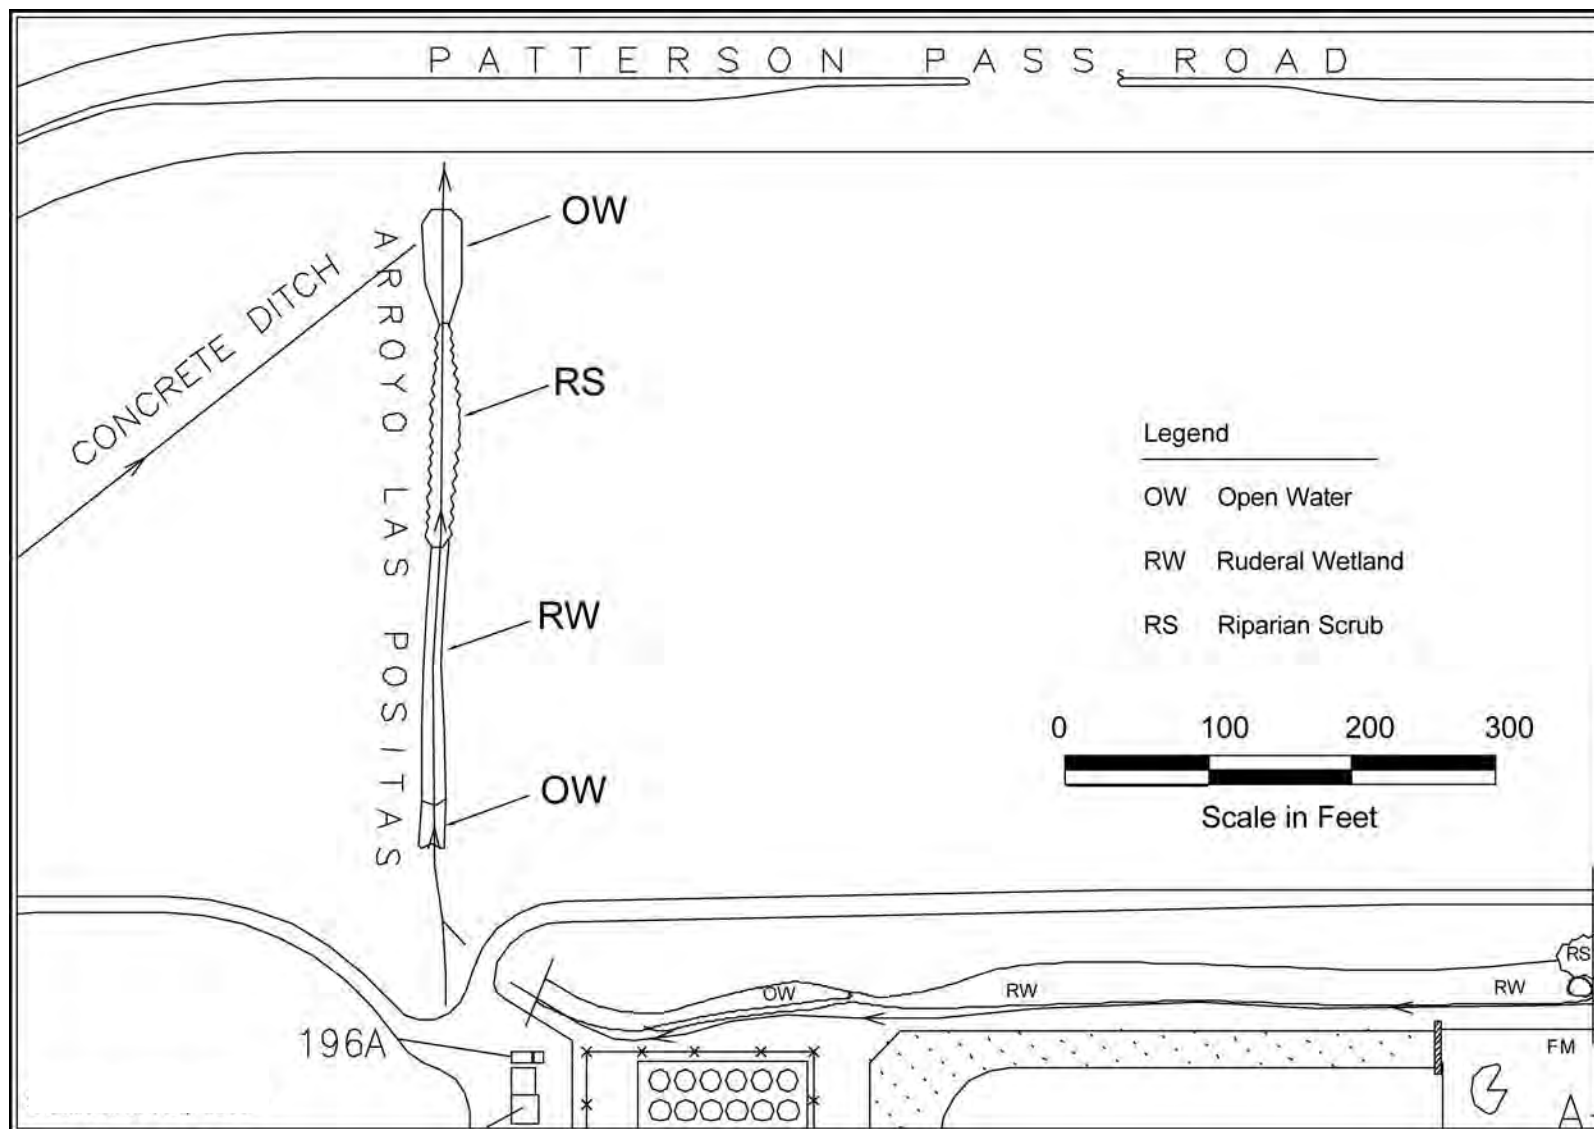 PATTERSON PASS ROAD
OW
ARROYO LAS POSITAS
CONCRETE DITCH
RS
Legend
OW Open Water
RW Ruderal Wetland
RS Riparian Scrub
RW
0 100 200 300
Scale in Feet
OW
RS
OW
RW
RW
196A
FM
A